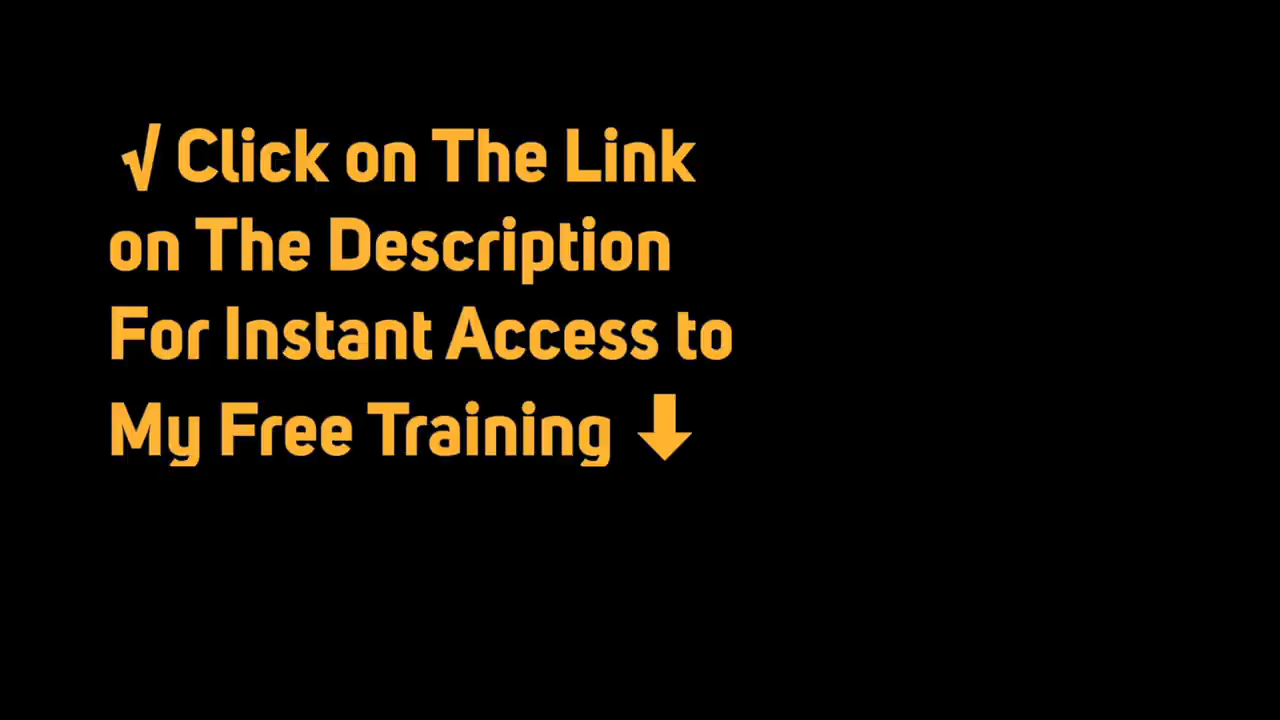 √ Click on The Link
on The Description
For Instant Access to
My Free Training ⬇